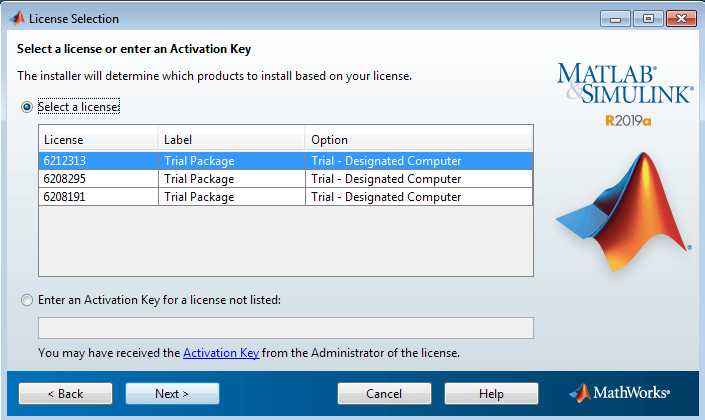 License Selection
Select a license or enter an Activation Key
The installer will determine which products to install based on your license.
MATLAB®
&SIMULINK®
R2019a
Select a license:
License Label Option
6212313 Trial Package Trial - Designated Computer
6208295 Trial Package Trial - Designated Computer
6208191 Trial Package Trial - Designated Computer
Enter an Activation Key for a license not listed:
You may have received the Activation Key from the Administrator of the license.
< Back Next > Cancel Help MathWorks®